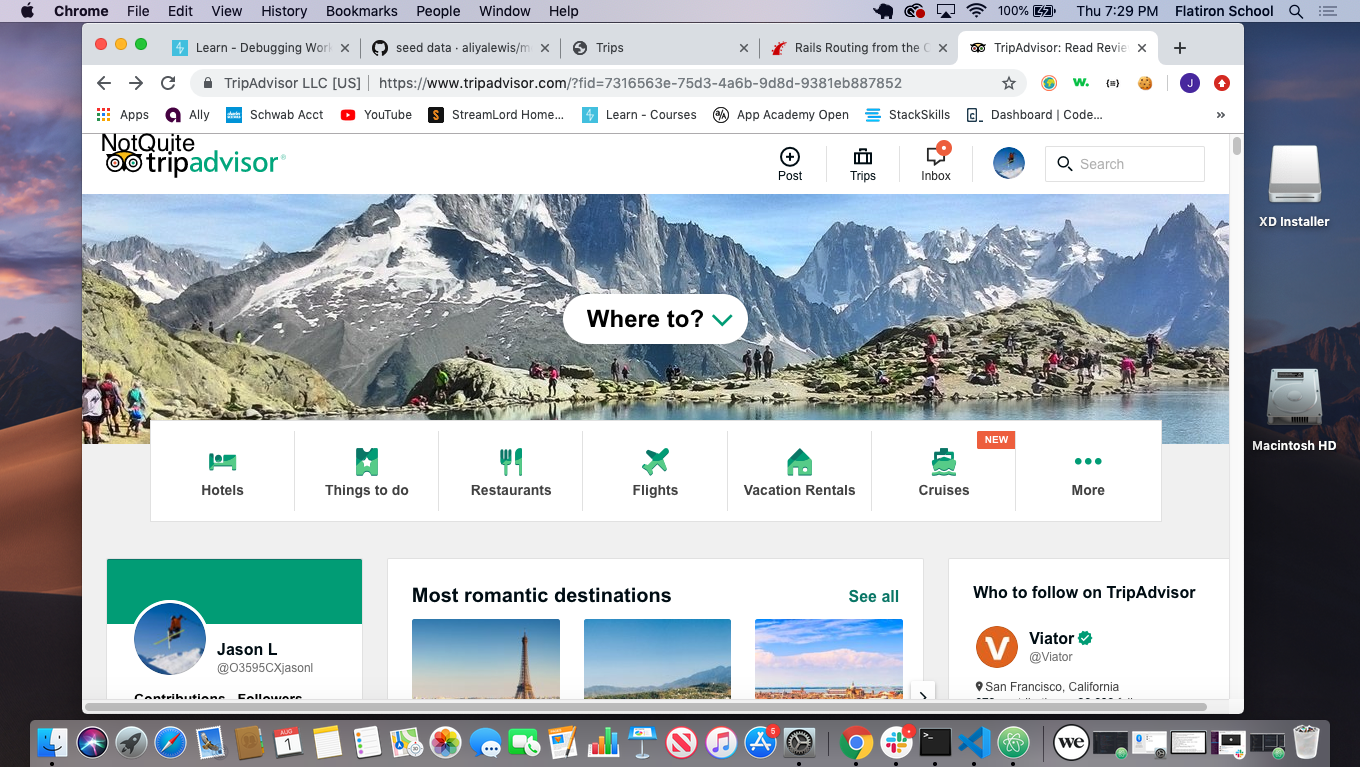 Chrome File Edit View History Bookmarks People Window Help 100% Thu 7:29 PM Flatiron School
Learn - Debugging Wor
seed data · aliyalewis/m
Trips
Rails Routing from the
TripAdvisor: Read Revie
TripAdvisor LLC [US] https://www.tripadvisor.com/?fid=7316563e-75d3-4a6b-9d8d-9381eb887852
w. J
Apps Ally Schwab Acct YouTube StreamLord Home... Learn - Courses App Academy Open StackSkills Dashboard | Code... »
NotQuite
tripadvisor®
Post Trips Inbox Search
XD Installer
Where to?
Macintosh HD
NEW
Hotels Things to do Restaurants Flights Vacation Rentals Cruises More
Most romantic destinations See all
Who to follow on TripAdvisor
Jason L
@O3595CXjasonl
Contributions Followers
V
Viator
@Viator
San Francisco, California
AUG
1
5
we